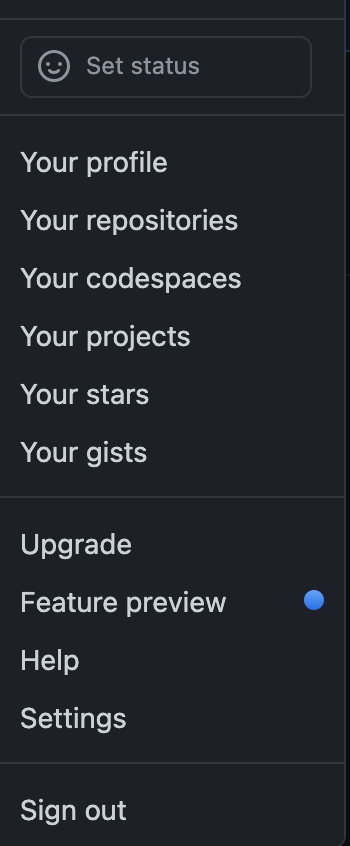 Set status
Your profile
Your repositories
Your codespaces
Your projects
Your stars
Your gists
Upgrade
Feature preview
Help
Settings
Sign out